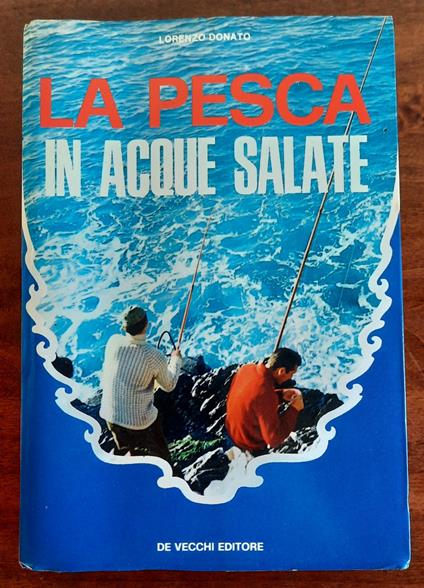 LORENZO DONATO
LA PESCA
IN ACQUE SALATE
DE VECCHI EDITORE